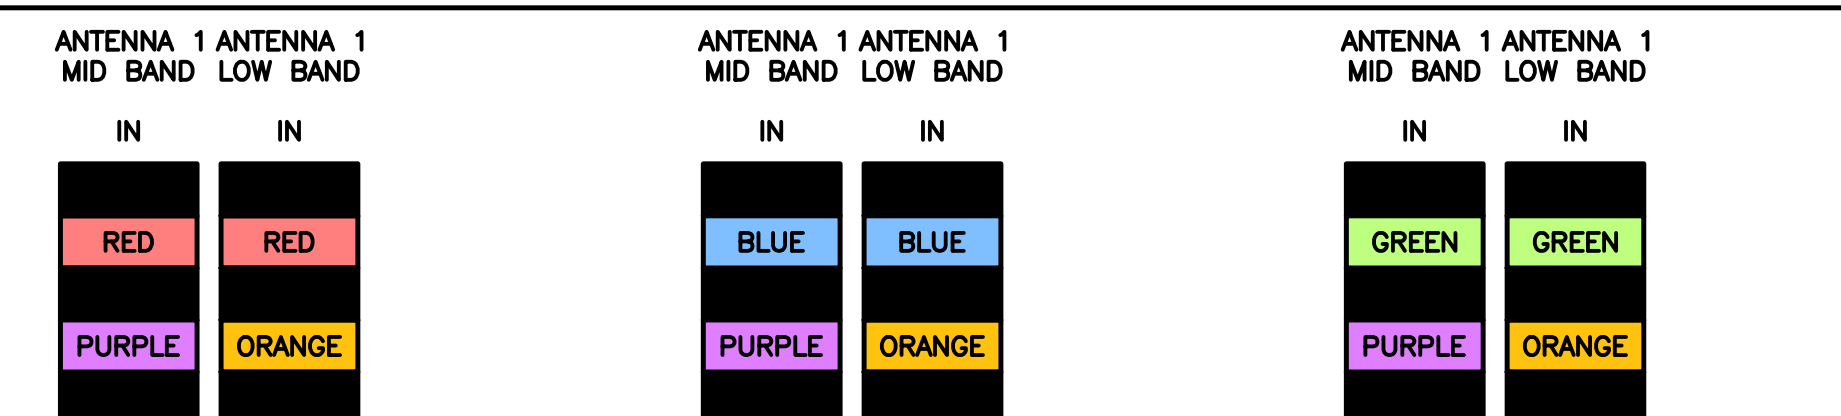 ANTENNA 1 ANTENNA 1 ANTENNA 1 ANTENNA 1 ANTENNA 1 ANTENNA 1
MID BAND LOW BAND MID BAND LOW BAND MID BAND LOW BAND
IN IN IN IN IN IN
RED RED BLUE BLUE GREEN GREEN
PURPLE ORANGE PURPLE ORANGE PURPLE ORANGE